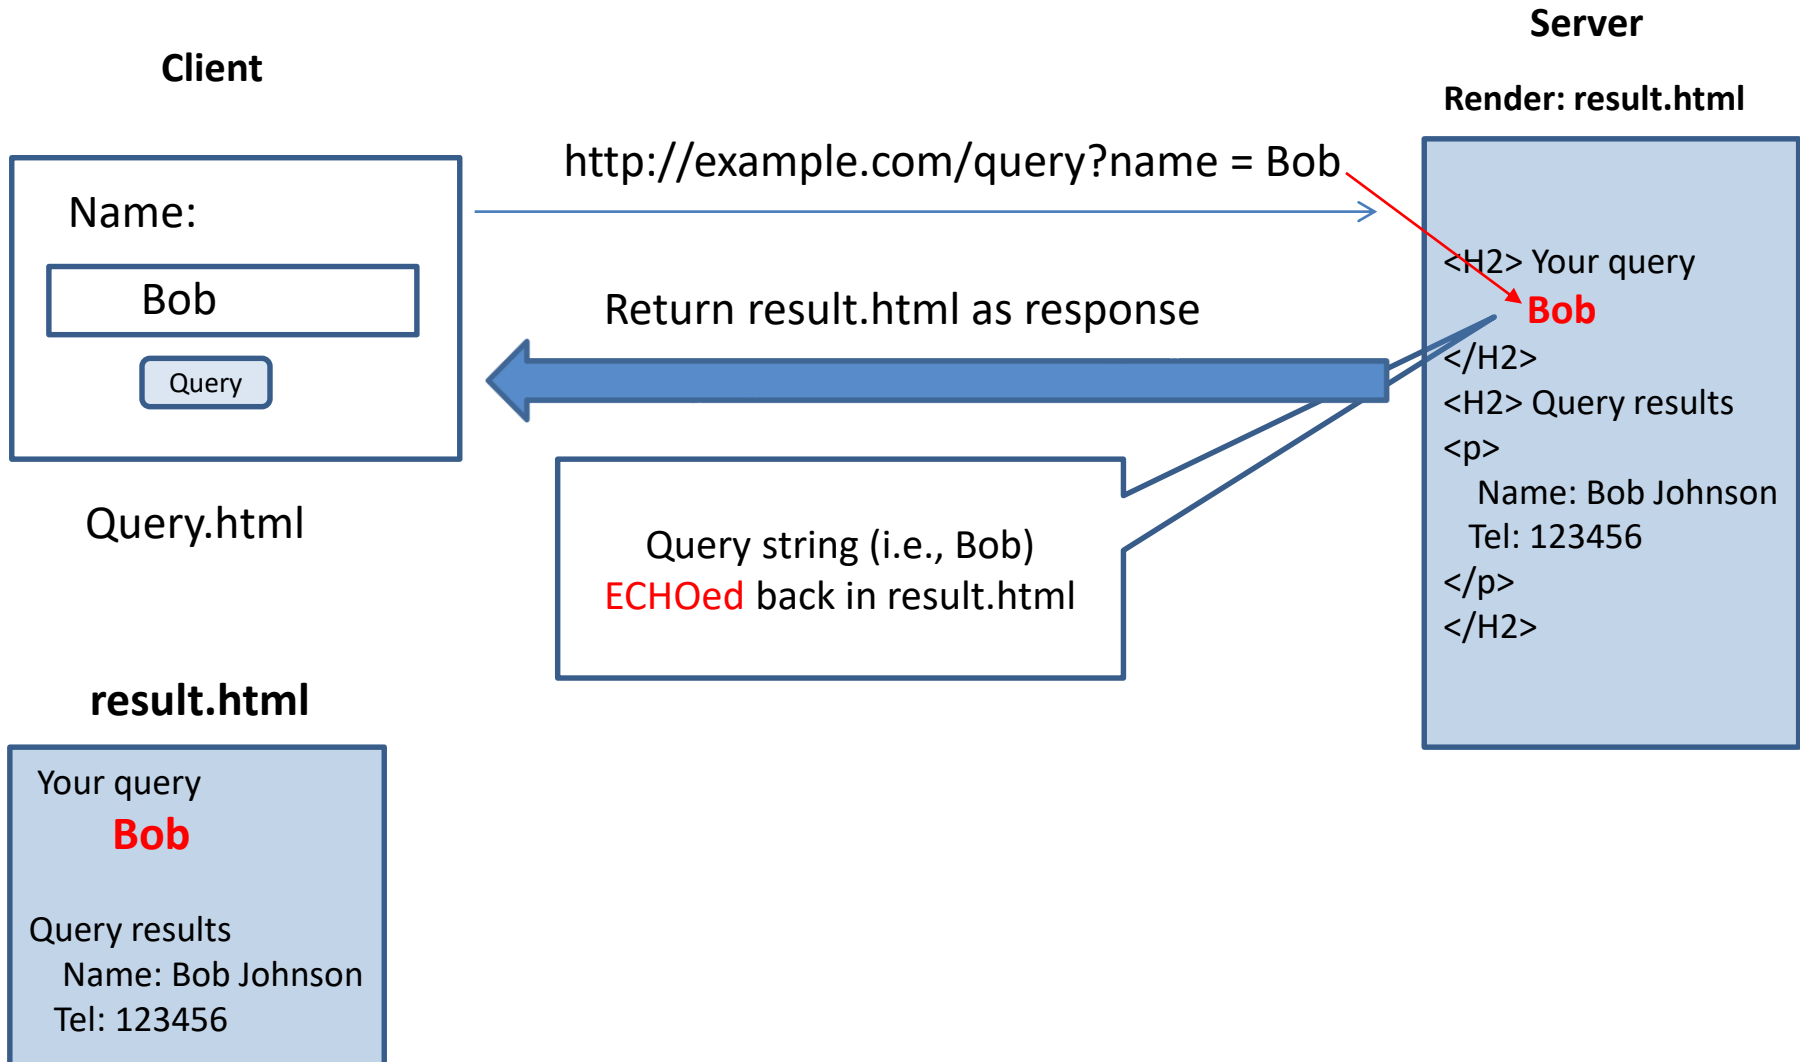 Client
Name:
Bob
Query
Query.html
http://example.com/query?name = Bob
Return result.html as response
Query string (i.e., Bob)
ECHOed back in result.html
Server
Render: result.html
<H2> Your query
Bob
</H2>
<H2> Query results
<p>
Name: Bob Johnson
Tel: 123456
</p>
</H2>
result.html
Your query
Bob
Query results
Name: Bob Johnson
Tel: 123456